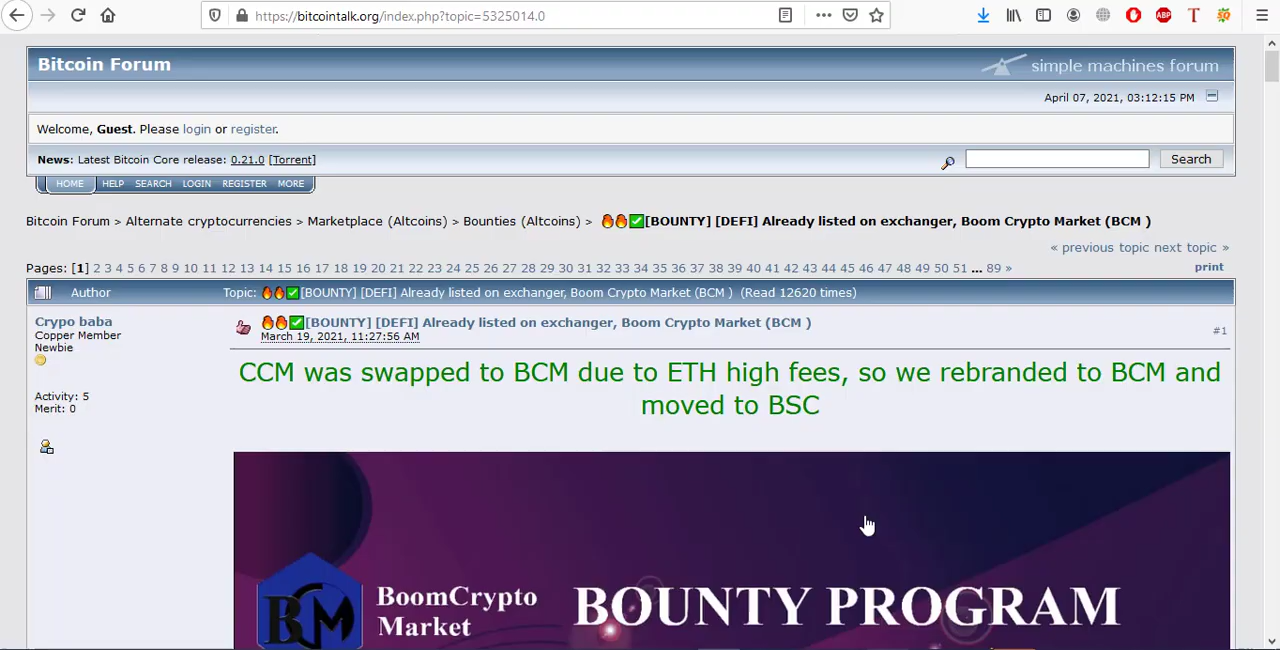 https://bitcointalk.org/index.php?topic=5325014.0
ABP
T
Bitcoin Forum
simple machines forum
April 07, 2021, 03:12:15 PM
Welcome, Guest. Please login or register.
News: Latest Bitcoin Core release: 0.21.0 [Torrent]
Search
HOME HELP SEARCH LOGIN REGISTER MORE
Bitcoin Forum > Alternate cryptocurrencies > Marketplace (Altcoins) > Bounties (Altcoins) > 🔥🔥✅[BOUNTY] [DEFI] Already listed on exchanger, Boom Crypto Market (BCM )
« previous topic next topic »
Pages: [1] 2 3 4 5 6 7 8 9 10 11 12 13 14 15 16 17 18 19 20 21 22 23 24 25 26 27 28 29 30 31 32 33 34 35 36 37 38 39 40 41 42 43 44 45 46 47 48 49 50 51 ... 89 »
print
Author
Topic: 🔥🔥✅[BOUNTY] [DEFI] Already listed on exchanger, Boom Crypto Market (BCM ) (Read 12620 times)
Crypo baba
Copper Member
Newbie
Activity: 5
Merit: 0
🔥🔥✅[BOUNTY] [DEFI] Already listed on exchanger, Boom Crypto Market (BCM )
March 19, 2021, 11:27:56 AM
#1
CCM was swapped to BCM due to ETH high fees, so we rebranded to BCM and
moved to BSC
BCM
BoomCrypto
Market
BOUNTY PROGRAM